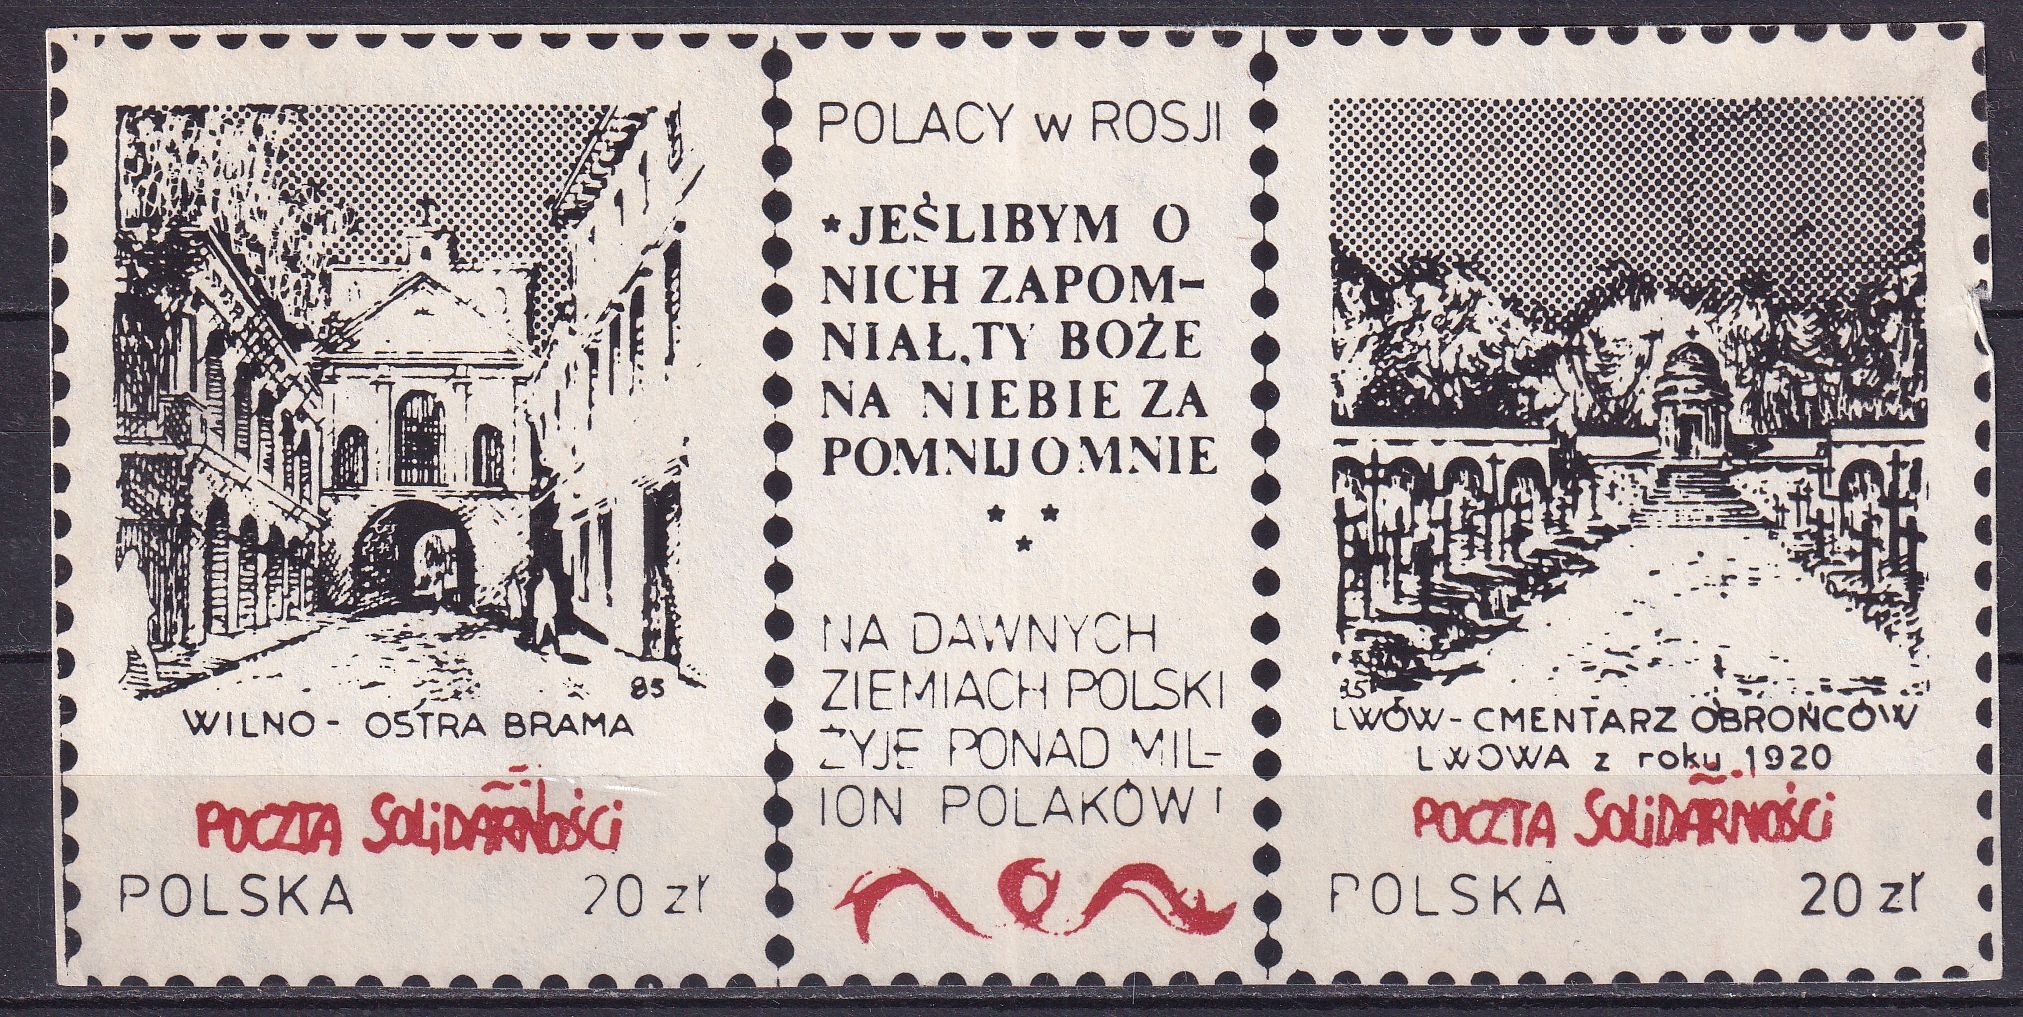 85
WILNO - OSTRA BRAMA
POCZTA SOLIDARNOŚCI
POLSKA 20 zł
POLACY w ROSJI
*JEŚLIBYM O
NICH ZAPOM-
NIAŁ, TY BOŻE
NA NIEBIE ZA
POMNIJ O MNIE
* *
*
NA DAWNYCH
ZIEMIACH POLSKI
ŻYJE PONAD MIL-
ION POLAKÓW!
85
LWÓW - CMENTARZ OBROŃCÓW
LWOWA z roku 1920
POCZTA SOLIDARNOŚCI
POLSKA 20 zł